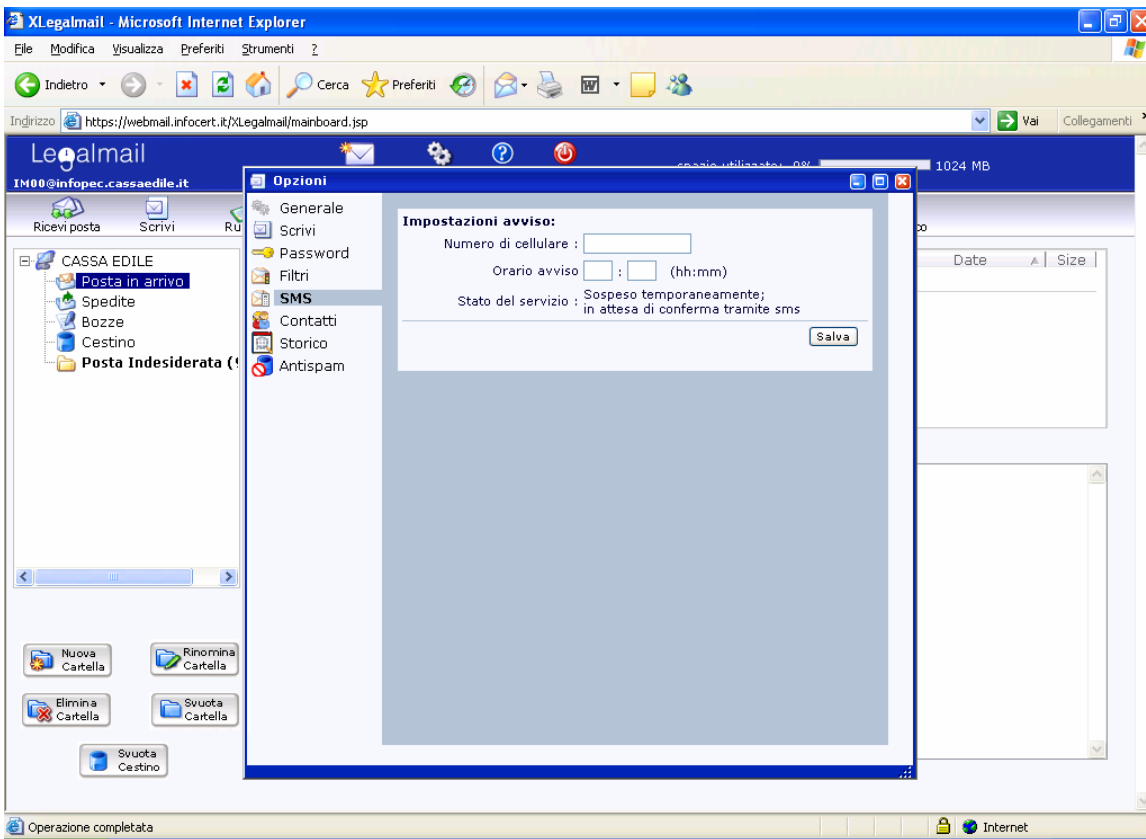 XLegalmail - Microsoft Internet Explorer
File Modifica Visualizza Preferiti Strumenti ?
Indietro Cerca Preferiti
Indirizzo https://webmail.infocert.it/XLegalmail/mainboard.jsp Vai Collegamenti
Legalmail
spazio utilizzato: 0% 1024 MB
IM00@infopec.cassaedile.it
Ricevi posta Scrivi Ru
CASSA EDILE
Posta in arrivo
Spedite
Bozze
Cestino
Posta Indesiderata (
Nuova
Cartella
Rinomina
Cartella
Elimina
Cartella
Svuota
Cartella
Svuota
Cestino
Opzioni
Generale
Scrivi
Password
Filtri
SMS
Contatti
Storico
Antispam
Impostazioni avviso:
Numero di cellulare :
Orario avviso : (hh:mm)
Stato del servizio : Sospeso temporaneamente;
in attesa di conferma tramite sms
Salva
Date Size
Operazione completata Internet